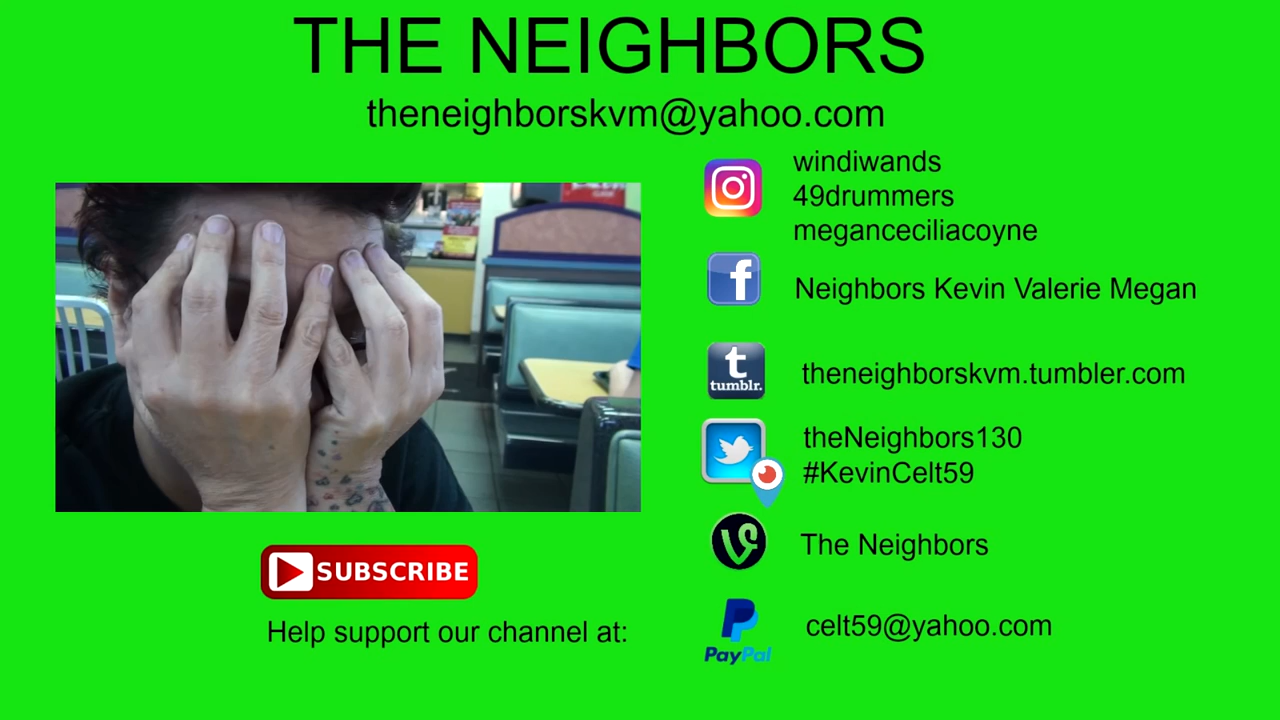 THE NEIGHBORS
theneighborskvm@yahoo.com
windiwands
49drummers
meganceciliacoyne
Neighbors Kevin Valerie Megan
tumblr.
theneighborskvm.tumbler.com
theNeighbors130
#KevinCelt59
The Neighbors
SUBSCRIBE
Help support our channel at:
PayPal
celt59@yahoo.com